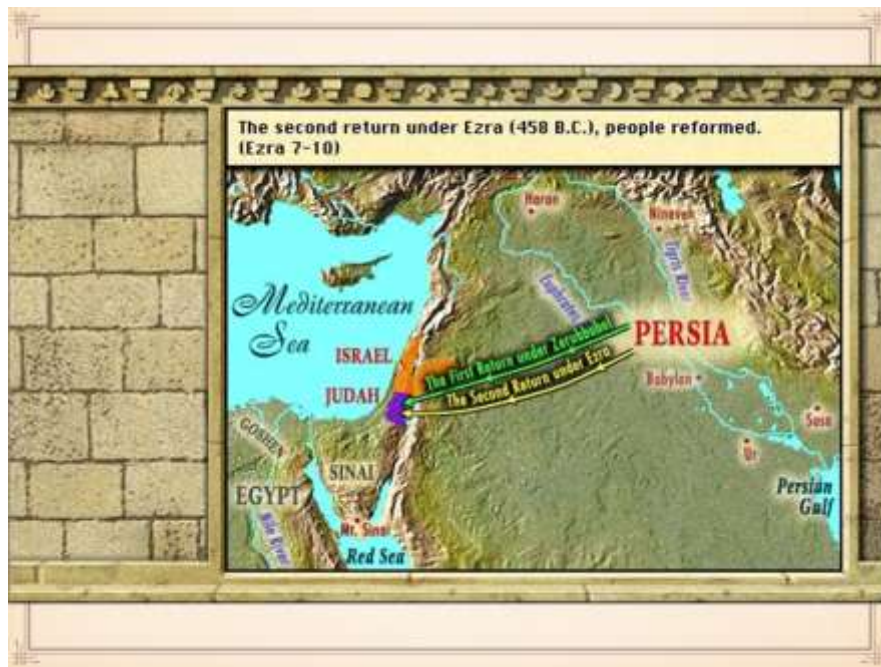 The second return under Ezra (458 B.C.), people reformed.
(Ezra 7-10)
Haran
Nineveh
Tigris River
Euphrates
Mediterranean
Sea
PERSIA
The First Return under Zerubbabel
ISRAEL
The Second Return under Ezra
Babylon
JUDAH
Susa
GOSHEN
Ur
SINAI
EGYPT
Persian
Gulf
Nile River
Mt. Sinai
Red Sea